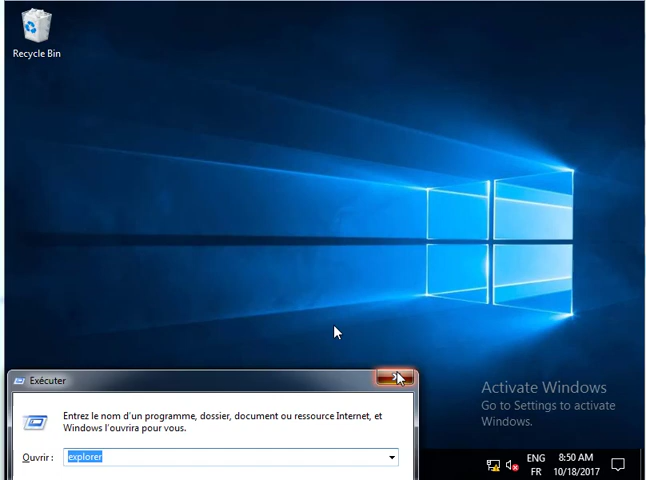 Recycle Bin
Activate Windows
Go to Settings to activate
Windows.
Exécuter
Entrez le nom d'un programme, dossier, document ou ressource Internet, et
Windows l'ouvrira pour vous.
Ouvrir : explorer
ENG
FR
8:50 AM
10/18/2017